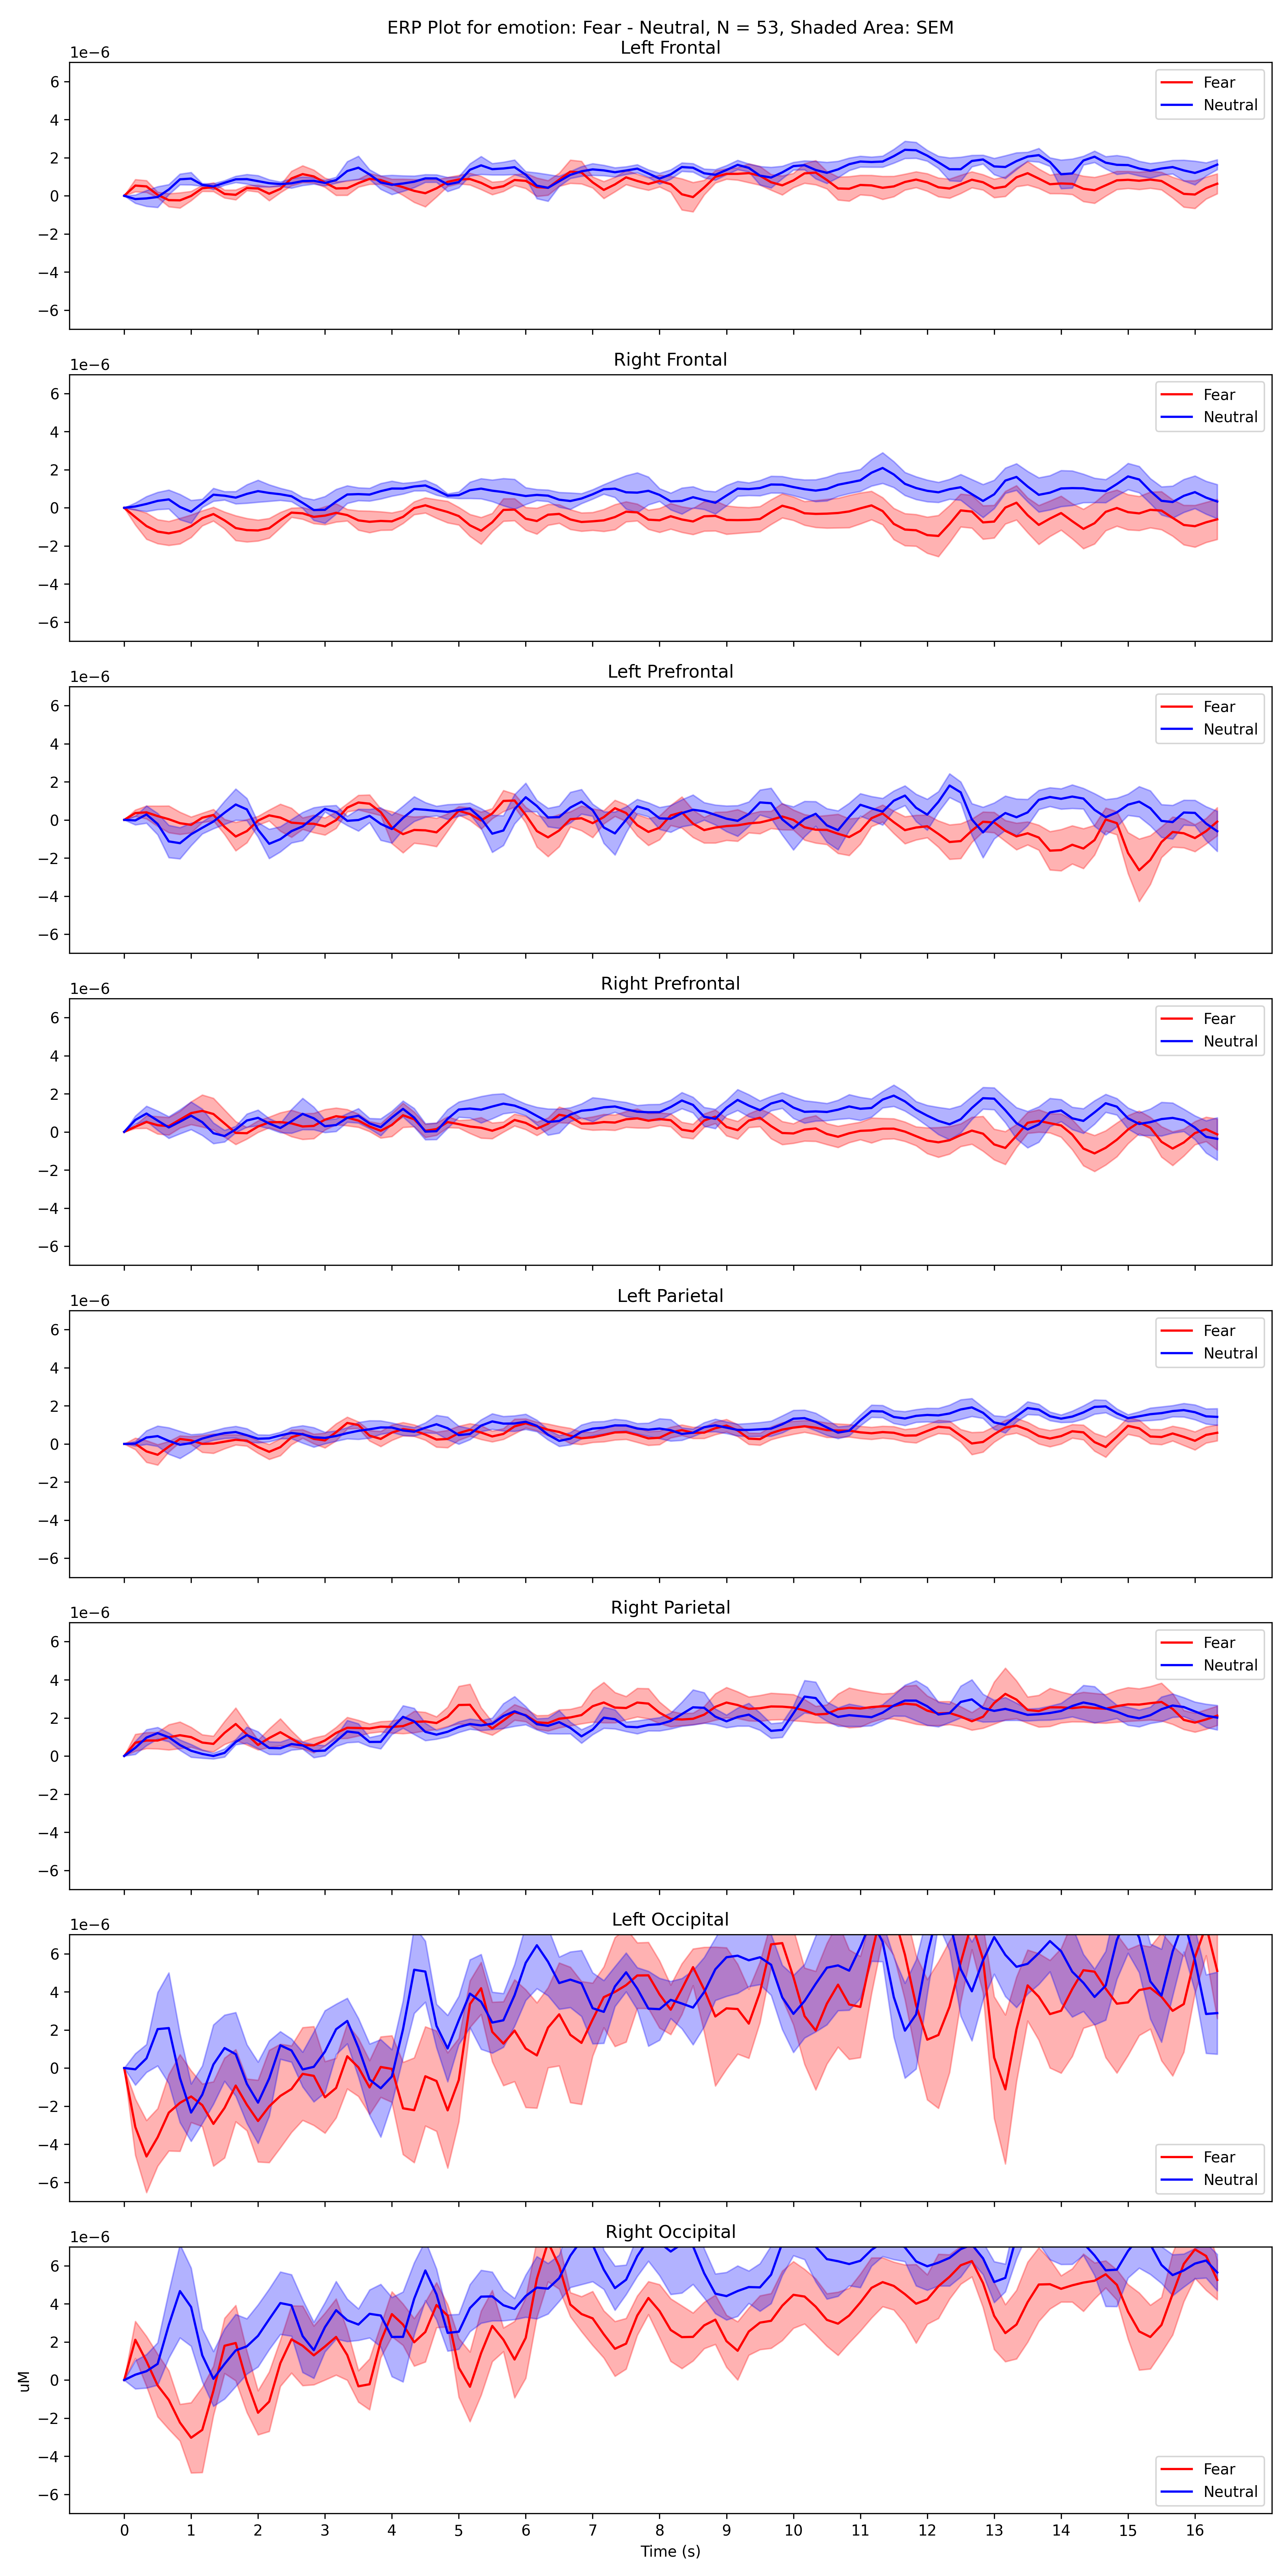 ERP Plot for emotion: Fear - Neutral, N = 53, Shaded Area: SEM
Left Frontal
1e−6
6
4
2
0
−2
−4
−6
Fear
Neutral
Right Frontal
1e−6
6
4
2
0
−2
−4
−6
Fear
Neutral
Left Prefrontal
1e−6
6
4
2
0
−2
−4
−6
Fear
Neutral
Right Prefrontal
1e−6
6
4
2
0
−2
−4
−6
Fear
Neutral
Left Parietal
1e−6
6
4
2
0
−2
−4
−6
Fear
Neutral
Right Parietal
1e−6
6
4
2
0
−2
−4
−6
Fear
Neutral
Left Occipital
1e−6
6
4
2
0
−2
−4
−6
Fear
Neutral
Right Occipital
1e−6
6
4
2
0
−2
−4
−6
uM
Fear
Neutral
0 1 2 3 4 5 6 7 8 9 10 11 12 13 14 15 16
Time (s)